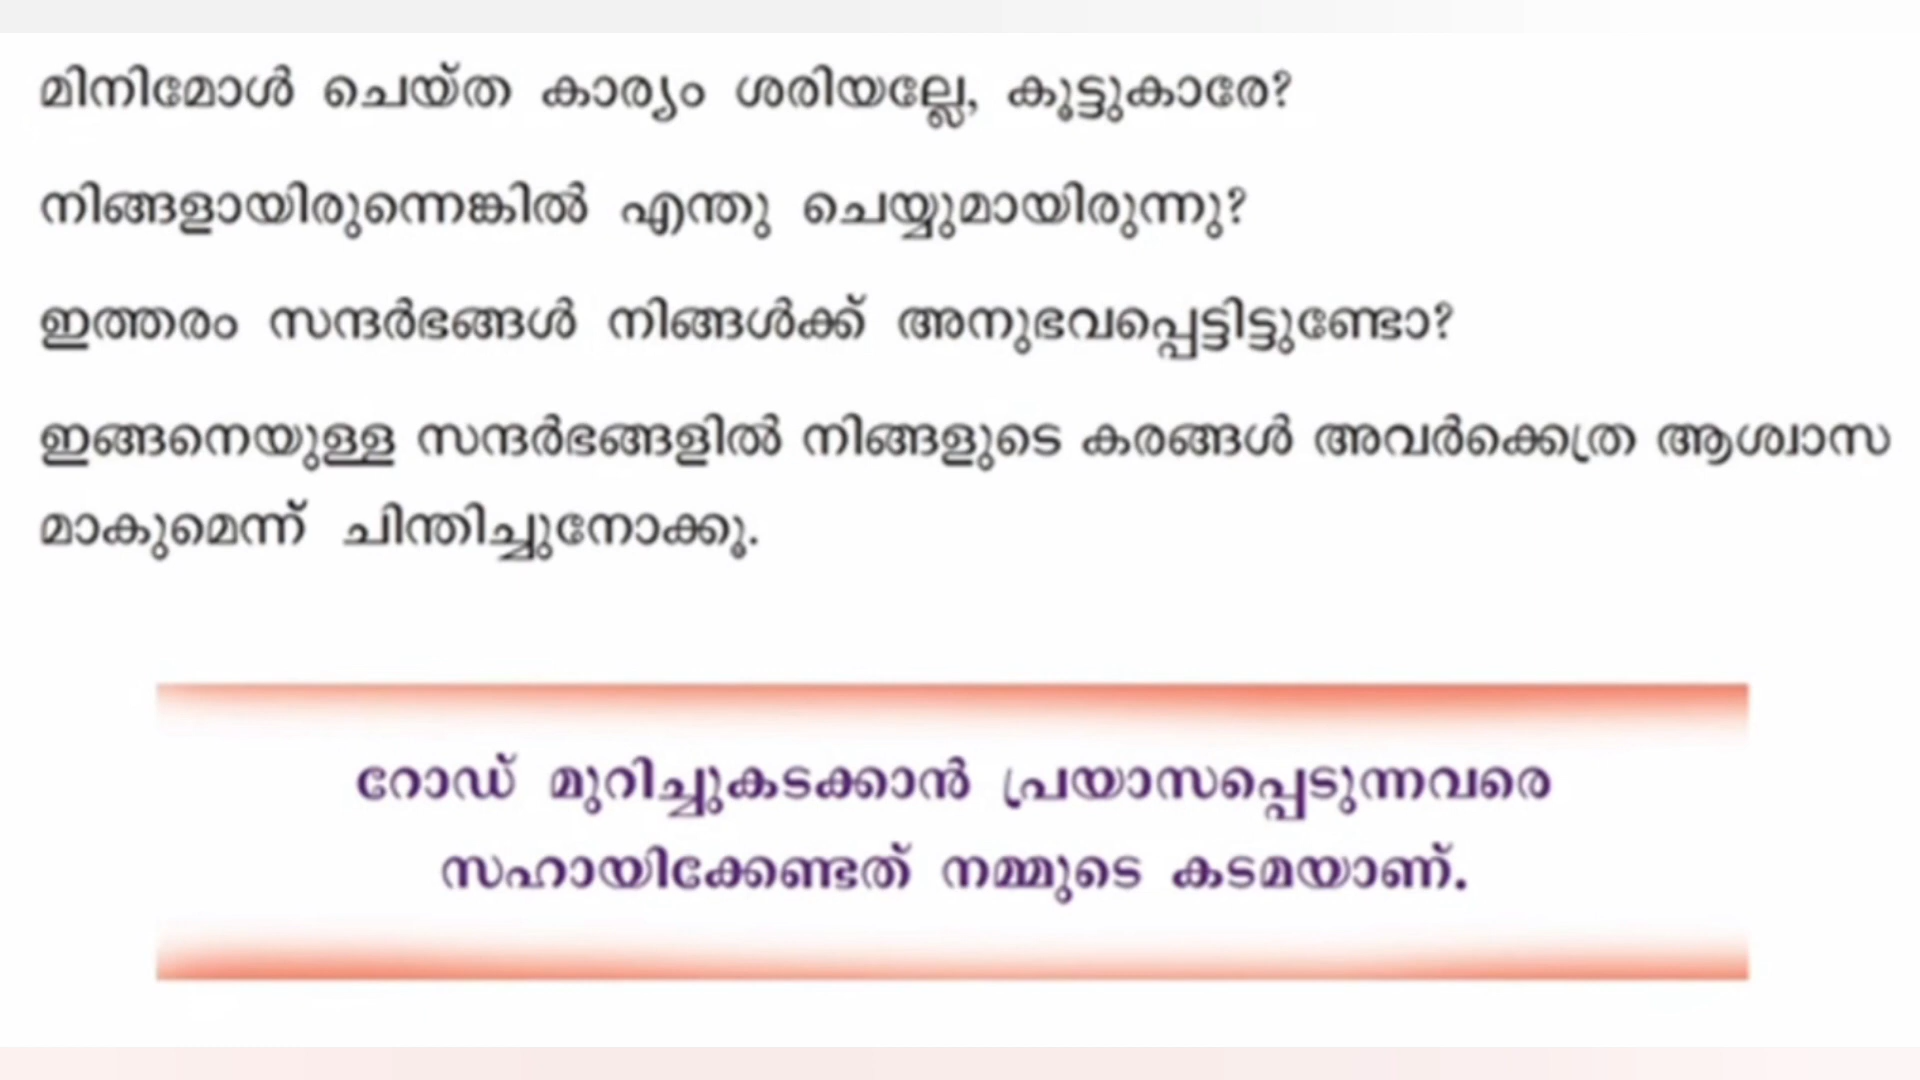 മിനിമോൾ ചെയ്ത കാര്യം ശരിയല്ലേ, കൂട്ടുകാരേ?
നിങ്ങളായിരുന്നെങ്കിൽ എന്തു ചെയ്യുമായിരുന്നു?
ഇത്തരം സന്ദർഭങ്ങൾ നിങ്ങൾക്ക് അനുഭവപ്പെട്ടിട്ടുണ്ടോ?
ഇങ്ങനെയുള്ള സന്ദർഭങ്ങളിൽ നിങ്ങളുടെ കരങ്ങൾ അവർക്കെത്ര ആശ്വാസ
മാകുമെന്ന് ചിന്തിച്ചുനോക്കൂ.
റോഡ് മുറിച്ചുകടക്കാൻ പ്രയാസപ്പെടുന്നവരെ
സഹായിക്കേണ്ടത് നമ്മുടെ കടമയാണ്.